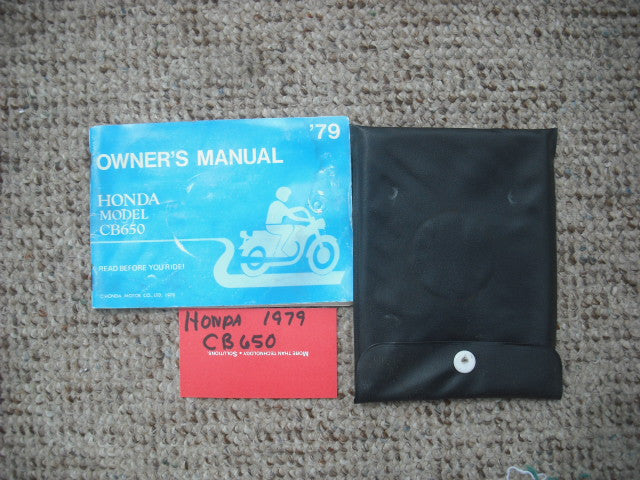 '79
OWNER'S MANUAL
HONDA
MODEL
CB650
READ BEFORE YOU RIDE!
© HONDA MOTOR CO., LTD. 1978
HONDA 1979
CB650
MORE THAN TECHNOLOGY • SOLUTIONS.